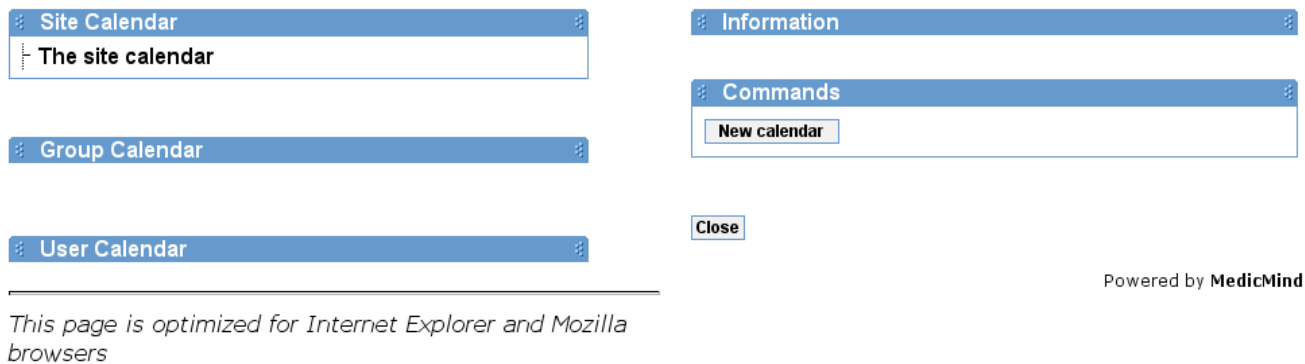 Site Calendar
The site calendar
Group Calendar
User Calendar
This page is optimized for Internet Explorer and Mozilla
browsers
Information
Commands
New calendar
Close
Powered by MedicMind